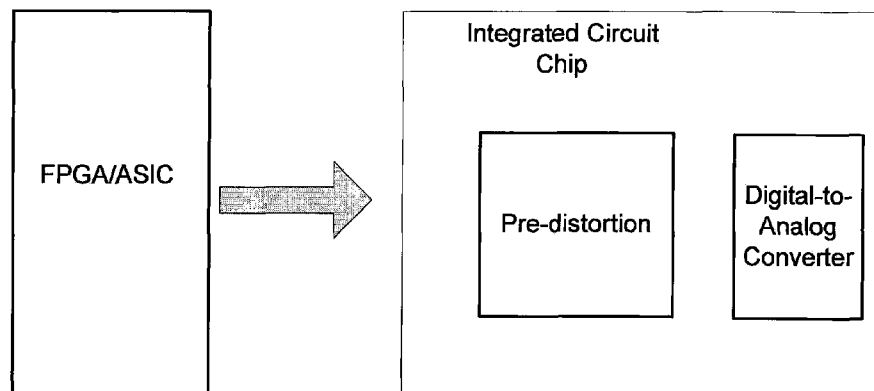 Integrated Circuit
Chip
FPGA/ASIC
Pre-distortion
Digital-to-
Analog
Converter